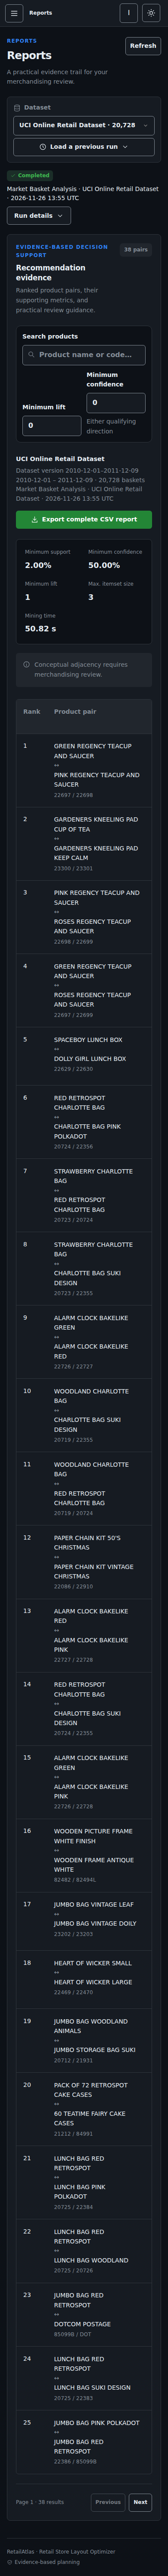 Reports
I
REPORTS
Reports
Refresh
A practical evidence trail for your
merchandising review.
Dataset
UCI Online Retail Dataset · 20,728
Load a previous run
Completed
Market Basket Analysis · UCI Online Retail Dataset
· 2026-11-26 13:55 UTC
Run details
EVIDENCE-BASED DECISION
SUPPORT
38 pairs
Recommendation
evidence
Ranked product pairs, their
supporting metrics, and
practical review guidance.
Search products
Product name or code...
Minimum lift
0
Minimum
confidence
0
Either qualifying
direction
UCI Online Retail Dataset
Dataset version 2010-12-01–2011-12-09
2010-12-01 – 2011-12-09 · 20,728 baskets
Market Basket Analysis · UCI Online Retail
Dataset · 2026-11-26 13:55 UTC
Export complete CSV report
Minimum support
2.00%
Minimum confidence
50.00%
Minimum lift
1
Max. itemset size
3
Mining time
50.82 s
Conceptual adjacency requires
merchandising review.
Rank Product pair
1 GREEN REGENCY TEACUP
AND SAUCER
↔
PINK REGENCY TEACUP AND
SAUCER
22697 / 22698
2 GARDENERS KNEELING PAD
CUP OF TEA
↔
GARDENERS KNEELING PAD
KEEP CALM
23300 / 23301
3 PINK REGENCY TEACUP AND
SAUCER
↔
ROSES REGENCY TEACUP
AND SAUCER
22698 / 22699
4 GREEN REGENCY TEACUP
AND SAUCER
↔
ROSES REGENCY TEACUP
AND SAUCER
22697 / 22699
5 SPACEBOY LUNCH BOX
↔
DOLLY GIRL LUNCH BOX
22629 / 22630
6 RED RETROSPOT
CHARLOTTE BAG
↔
CHARLOTTE BAG PINK
POLKADOT
20724 / 22356
7 STRAWBERRY CHARLOTTE
BAG
↔
RED RETROSPOT
CHARLOTTE BAG
20723 / 20724
8 STRAWBERRY CHARLOTTE
BAG
↔
CHARLOTTE BAG SUKI
DESIGN
20723 / 22355
9 ALARM CLOCK BAKELIKE
GREEN
↔
ALARM CLOCK BAKELIKE
RED
22726 / 22727
10 WOODLAND CHARLOTTE
BAG
↔
CHARLOTTE BAG SUKI
DESIGN
20719 / 22355
11 WOODLAND CHARLOTTE
BAG
↔
RED RETROSPOT
CHARLOTTE BAG
20719 / 20724
12 PAPER CHAIN KIT 50'S
CHRISTMAS
↔
PAPER CHAIN KIT VINTAGE
CHRISTMAS
22086 / 22910
13 ALARM CLOCK BAKELIKE
RED
↔
ALARM CLOCK BAKELIKE
PINK
22727 / 22728
14 RED RETROSPOT
CHARLOTTE BAG
↔
CHARLOTTE BAG SUKI
DESIGN
20724 / 22355
15 ALARM CLOCK BAKELIKE
GREEN
↔
ALARM CLOCK BAKELIKE
PINK
22726 / 22728
16 WOODEN PICTURE FRAME
WHITE FINISH
↔
WOODEN FRAME ANTIQUE
WHITE
82482 / 82494L
17 JUMBO BAG VINTAGE LEAF
↔
JUMBO BAG VINTAGE DOILY
23202 / 23203
18 HEART OF WICKER SMALL
↔
HEART OF WICKER LARGE
22469 / 22470
19 JUMBO BAG WOODLAND
ANIMALS
↔
JUMBO STORAGE BAG SUKI
20712 / 21931
20 PACK OF 72 RETROSPOT
CAKE CASES
↔
60 TEATIME FAIRY CAKE
CASES
21212 / 84991
21 LUNCH BAG RED
RETROSPOT
↔
LUNCH BAG PINK
POLKADOT
20725 / 22384
22 LUNCH BAG RED
RETROSPOT
↔
LUNCH BAG WOODLAND
20725 / 20726
23 JUMBO BAG RED
RETROSPOT
↔
DOTCOM POSTAGE
85099B / DOT
24 LUNCH BAG RED
RETROSPOT
↔
LUNCH BAG SUKI DESIGN
20725 / 22383
25 JUMBO BAG PINK POLKADOT
↔
JUMBO BAG RED
RETROSPOT
22386 / 85099B
Page 1 · 38 results
Previous
Next
RetailAtlas · Retail Store Layout Optimizer
Evidence-based planning